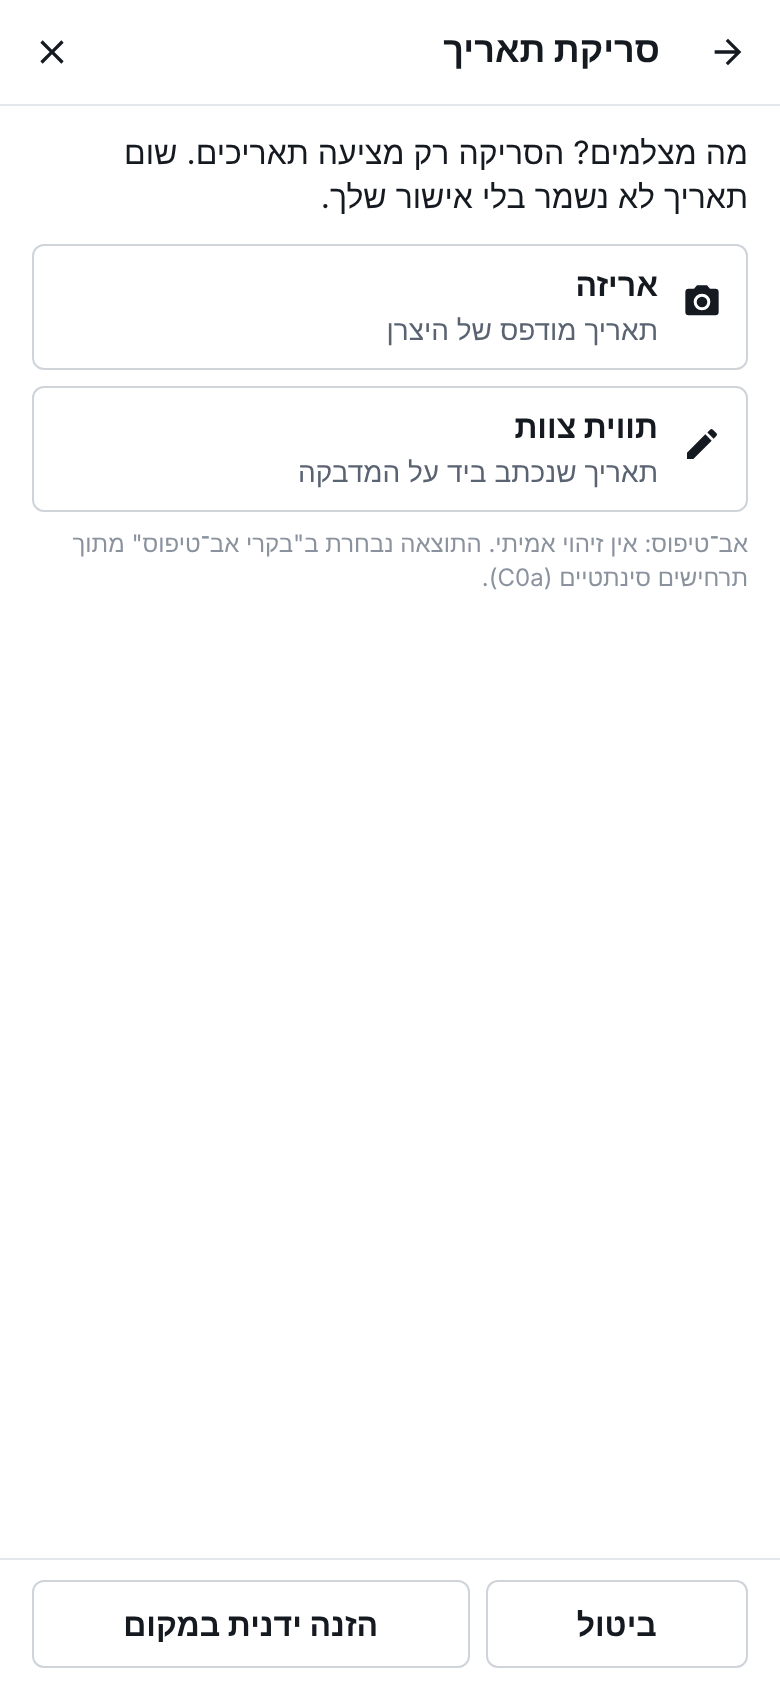 סריקת תאריך
מה מצלמים? הסריקה רק מציעה תאריכים. שום
תאריך לא נשמר בלי אישור שלך.
אריזה
תאריך מודפס של היצרן
תווית צוות
תאריך שנכתב ביד על המדבקה
אב־טיפוס: אין זיהוי אמיתי. התוצאה נבחרת ב"בקרי אב־טיפוס" מתוך
תרחישים סינתטיים (C0a).
ביטול
הזנה ידנית במקום